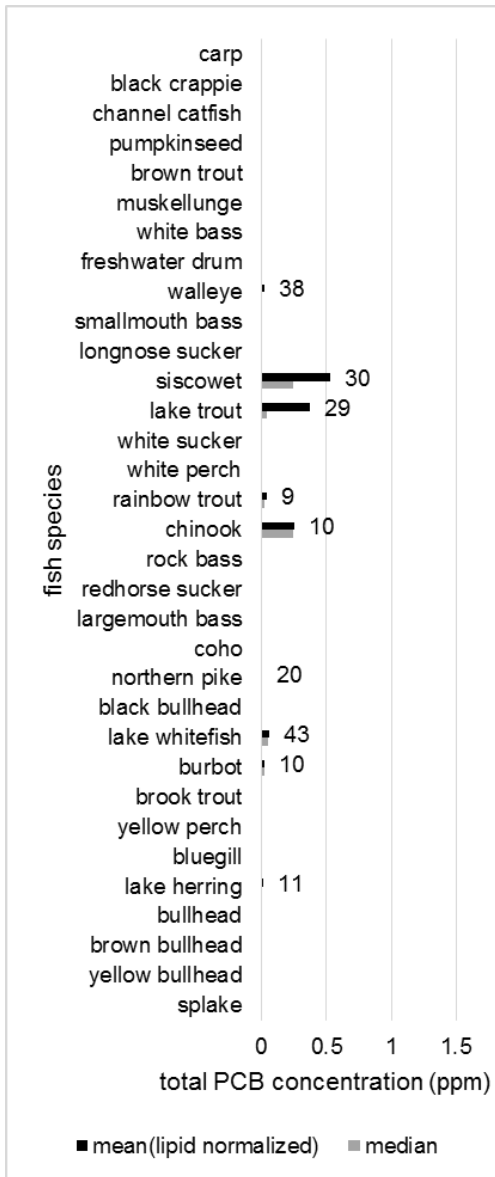 carp
black crappie
channel catfish
pumpkinseed
brown trout
muskellunge
white bass
freshwater drum
walleye 38
smallmouth bass
longnose sucker
siscowet 30
lake trout 29
white sucker
white perch
rainbow trout 9
chinook 10
rock bass
redhorse sucker
largemouth bass
coho
northern pike 20
black bullhead
lake whitefish 43
burbot 10
brook trout
yellow perch
bluegill
lake herring 11
bullhead
brown bullhead
yellow bullhead
splake
fish species
0 0.5 1 1.5
total PCB concentration (ppm)
mean(lipid normalized) median